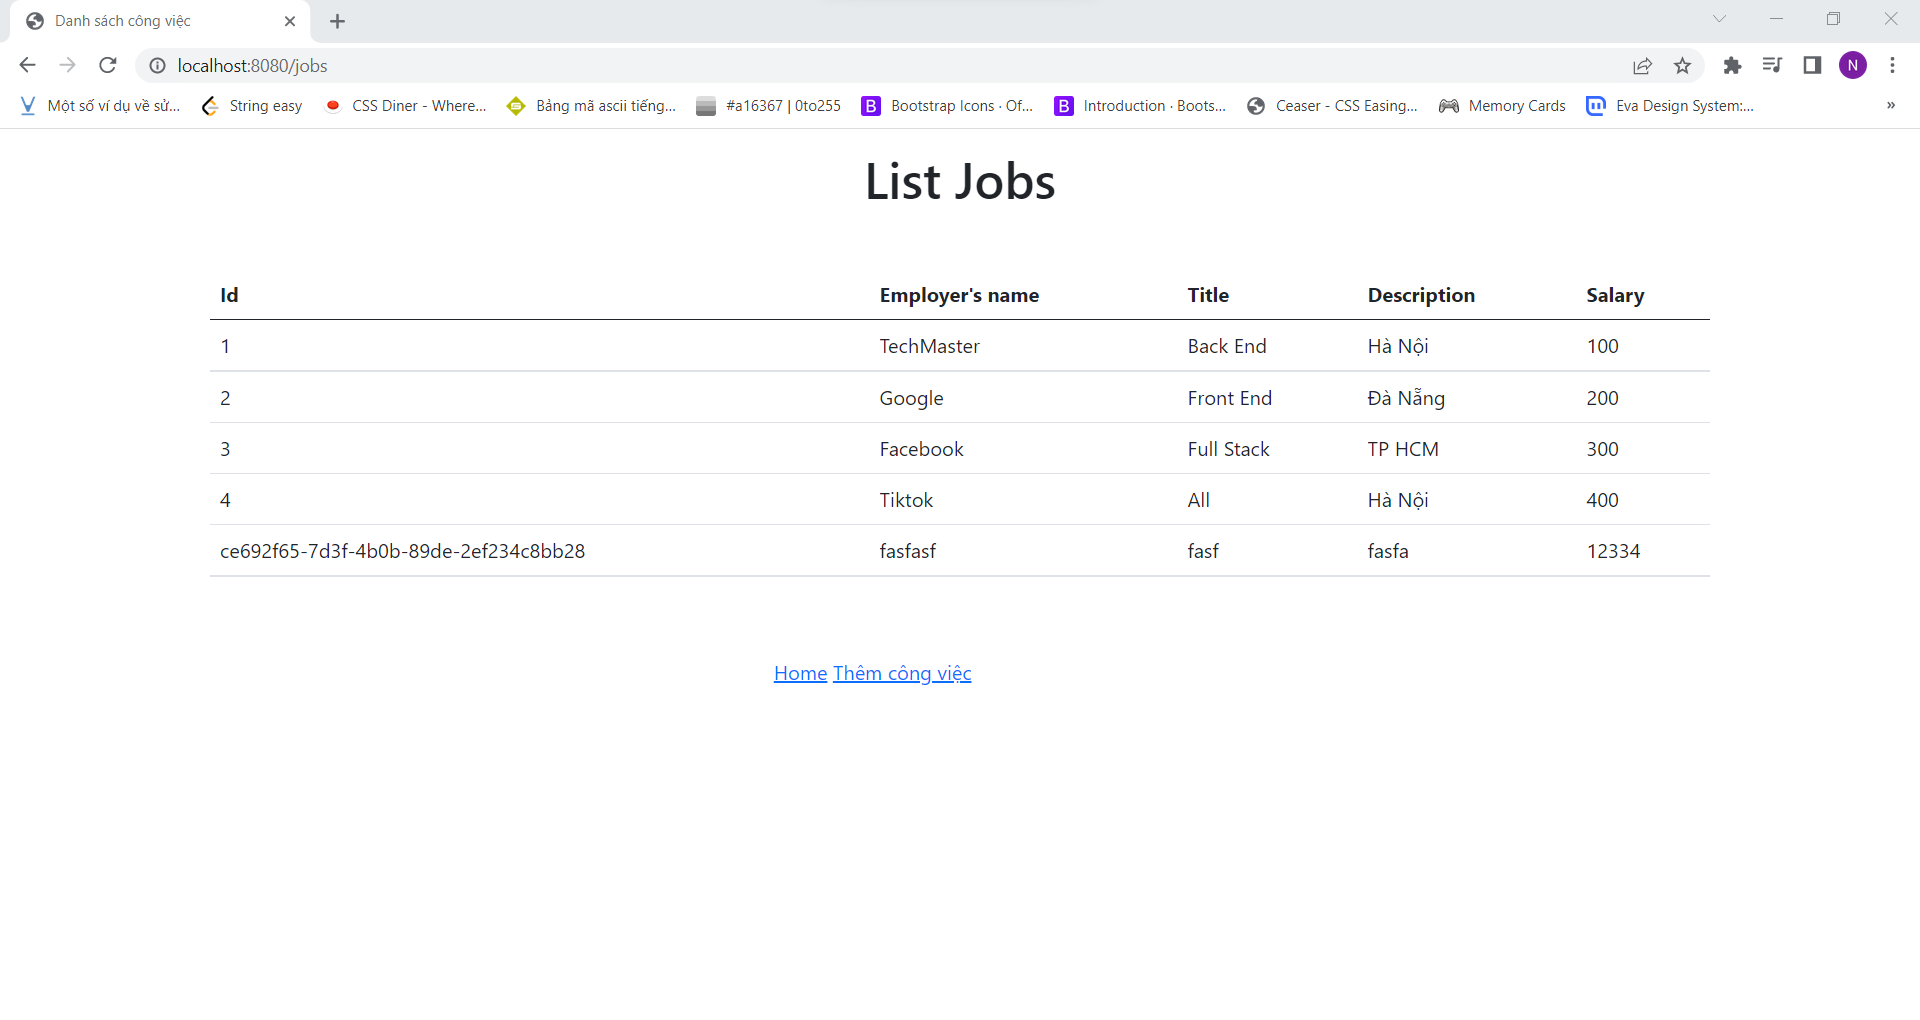 Danh sách công việc
localhost:8080/jobs
N
Một số ví dụ về sử... String easy CSS Diner - Where... Bảng mã ascii tiếng... #a16367 | 0to255 Bootstrap Icons · Of... Introduction · Boots... Ceaser - CSS Easing... Memory Cards Eva Design System:... »
List Jobs
Id Employer's name Title Description Salary
1 TechMaster Back End Hà Nội 100
2 Google Front End Đà Nẵng 200
3 Facebook Full Stack TP HCM 300
4 Tiktok All Hà Nội 400
ce692f65-7d3f-4b0b-89de-2ef234c8bb28 fasfasf fasf fasfa 12334
Home Thêm công việc